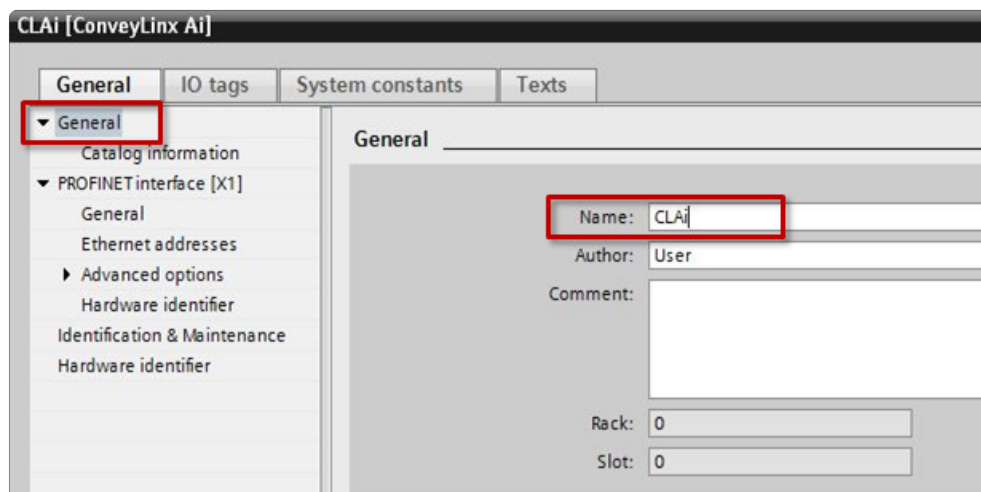 CLAi [ConveyLinx Ai]
General IO tags System constants Texts
General
Catalog information
PROFINET interface [X1]
General
Ethernet addresses
Advanced options
Hardware identifier
Identification & Maintenance
Hardware identifier
General
Name: CLAi
Author: User
Comment:
Rack: 0
Slot: 0